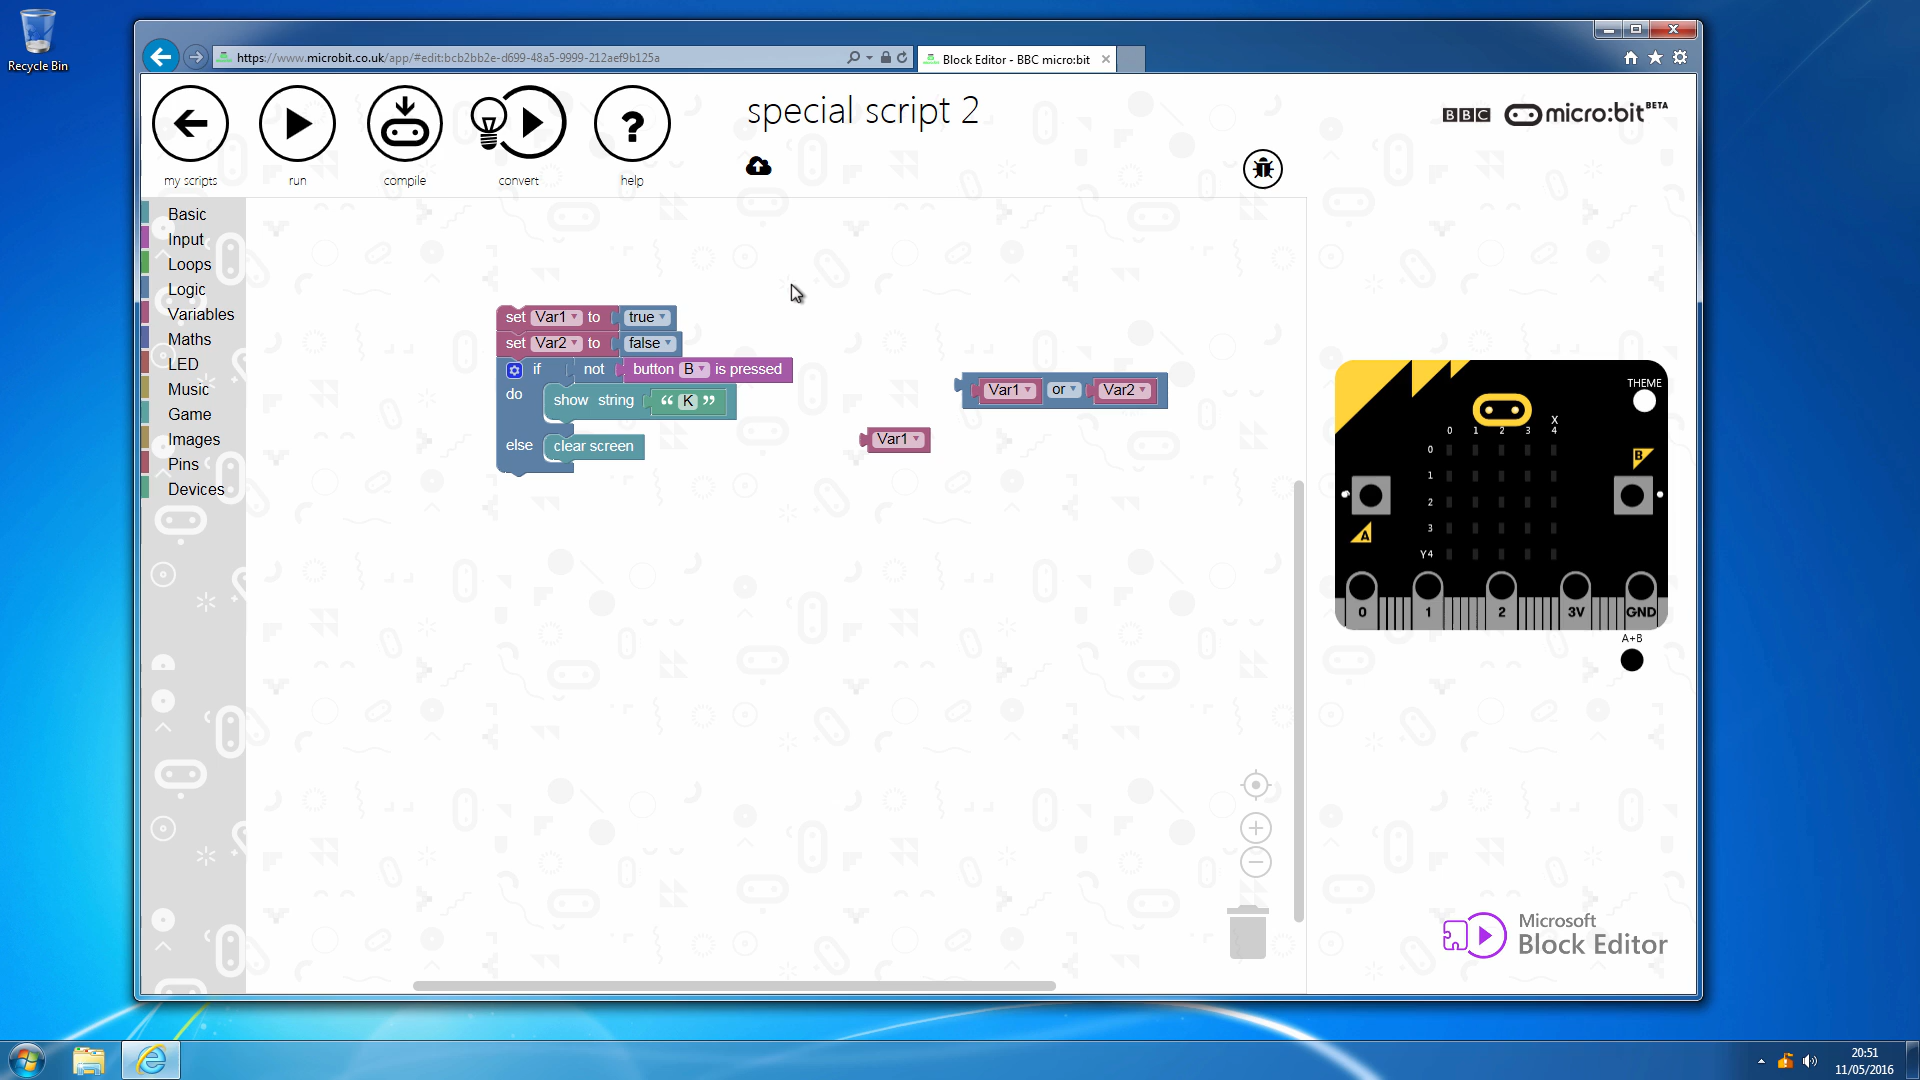 Recycle Bin
https://www.microbit.co.uk/app/#edit:bcb2bb2e-d699-48a5-9999-212aef9b125a
Block Editor - BBC micro:bit
my scripts
run
compile
convert
?
help
special script 2
BBC micro:bit BETA
Basic
Input
Loops
Logic
Variables
Maths
LED
Music
Game
Images
Pins
Devices
set Var1 to true
set Var2 to false
if not button B is pressed
do show string “ K ”
else clear screen
Var1 or Var2
Var1
THEME
X
0 1 2 3 4
0
1
2
3
Y4
A
B
0 1 2 3V GND
A+B
Microsoft
Block Editor
20:51
11/05/2016